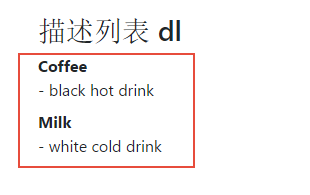 描述列表 dl
Coffee
- black hot drink
Milk
- white cold drink